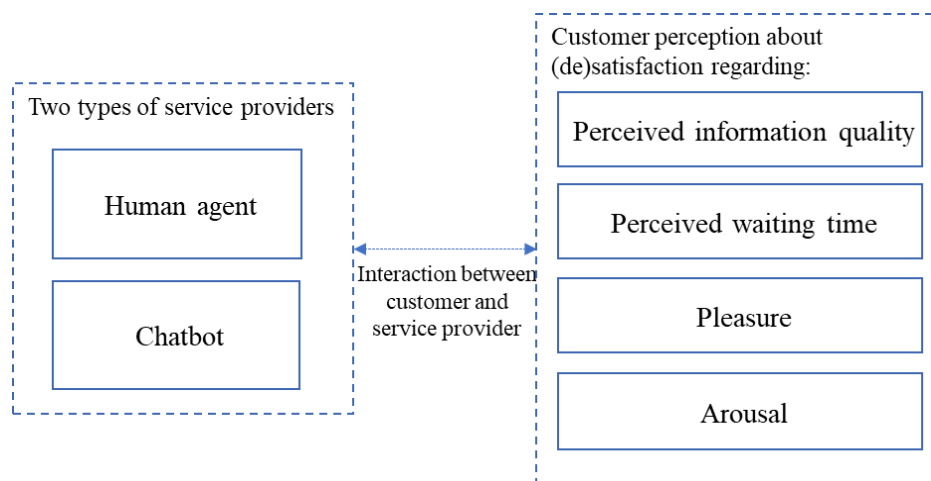 Two types of service providers
Human agent
Chatbot
Interaction between
customer and
service provider
Customer perception about
(de)satisfaction regarding:
Perceived information quality
Perceived waiting time
Pleasure
Arousal